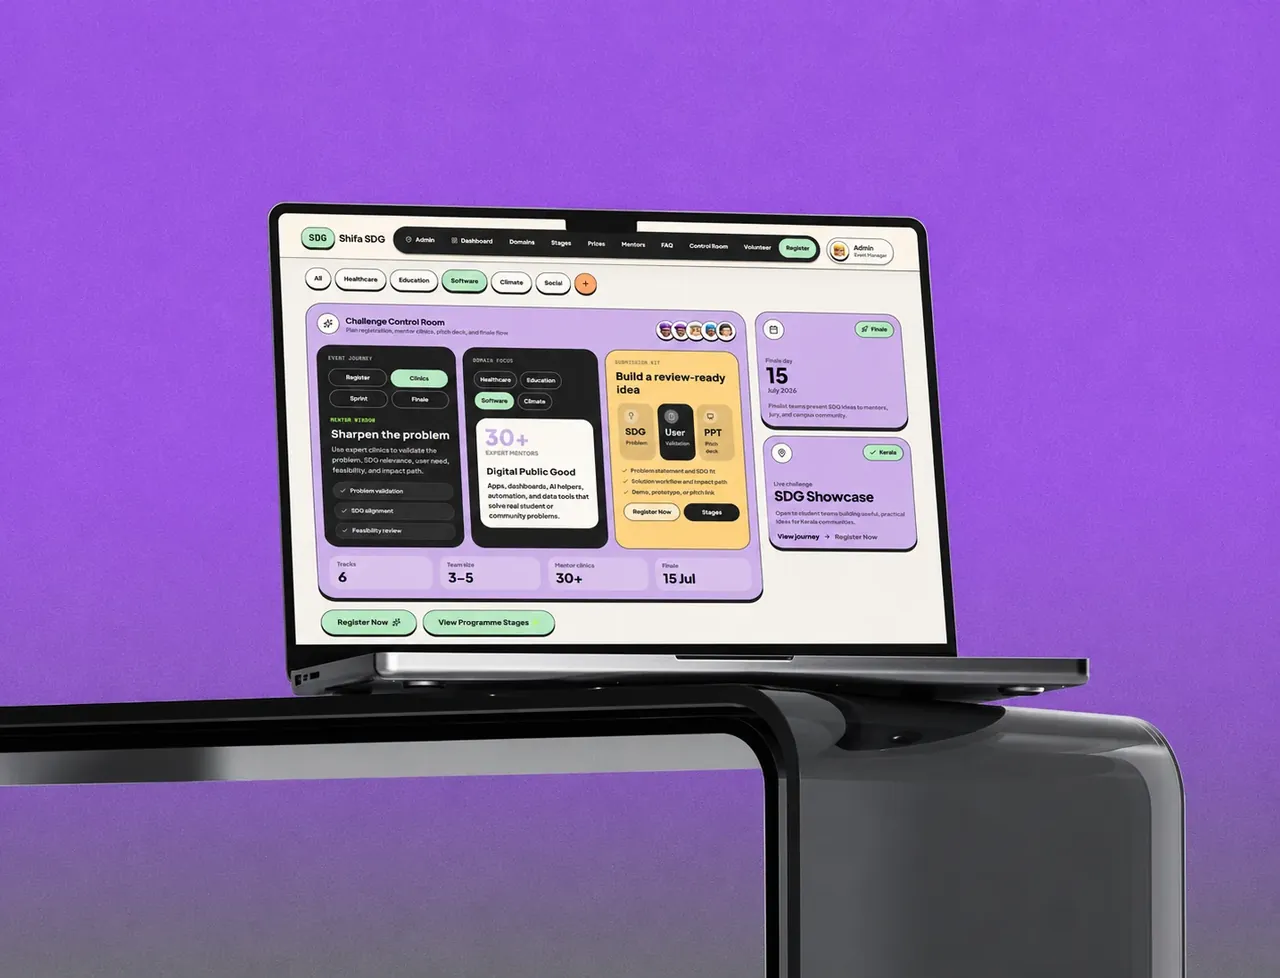 SDG Shifa SDG Admin Dashboard Domains Stages Prizes Mentors FAQ Control Room Volunteer Register Admin
Event Manager
All Healthcare Education Software Climate Social +
Challenge Control Room
Plan registration, mentor clinics, pitch deck, and finale flow
EVENT JOURNEY
Register Clinics
Sprint Finale
MENTOR WINDOW
Sharpen the problem
Use expert clinics to validate the
problem, SDG relevance, user need,
feasibility, and impact path.
Problem validation
SDG alignment
Feasibility review
DOMAIN FOCUS
Healthcare Education
Software Climate
30+
EXPERT MENTORS
Digital Public Good
Apps, dashboards, AI helpers,
automation, and data tools that
solve real student or
community problems.
SUBMISSION KIT
Build a review-ready
idea
SDG
Problem
User
Validation
PPT
Pitch
deck
Problem statement and SDG fit
Solution workflow and impact path
Demo, prototype, or pitch link
Register Now Stages
Tracks
6
Team size
3–5
Mentor clinics
30+
Finale
15 Jul
Finale
Finale day
15
July 2026
Finalist teams present SDG ideas to mentors,
jury, and campus community.
Kerala
Live challenge
SDG Showcase
Open to student teams building useful, practical
ideas for Kerala communities.
View journey → Register Now
Register Now
View Programme Stages